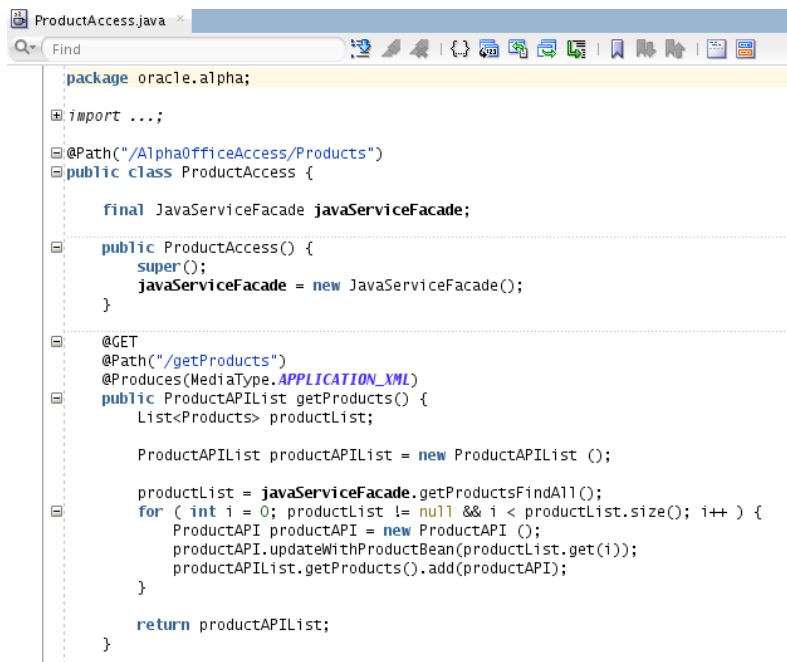 ProductAccess.java
Find
package oracle.alpha;
import ...;
@Path("/AlphaOfficeAccess/Products")
public class ProductAccess {
final JavaServiceFacade javaServiceFacade;
public ProductAccess() {
super();
javaServiceFacade = new JavaServiceFacade();
}
@GET
@Path("/getProducts")
@Produces(MediaType.APPLICATION_XML)
public ProductAPIList getProducts() {
List<Products> productList;
ProductAPIList productAPIList = new ProductAPIList ();
productList = javaServiceFacade.getProductsFindAll();
for ( int i = 0; productList != null && i < productList.size(); i++ ) {
ProductAPI productAPI = new ProductAPI ();
productAPI.updateWithProductBean(productList.get(i));
productAPIList.getProducts().add(productAPI);
}
return productAPIList;
}